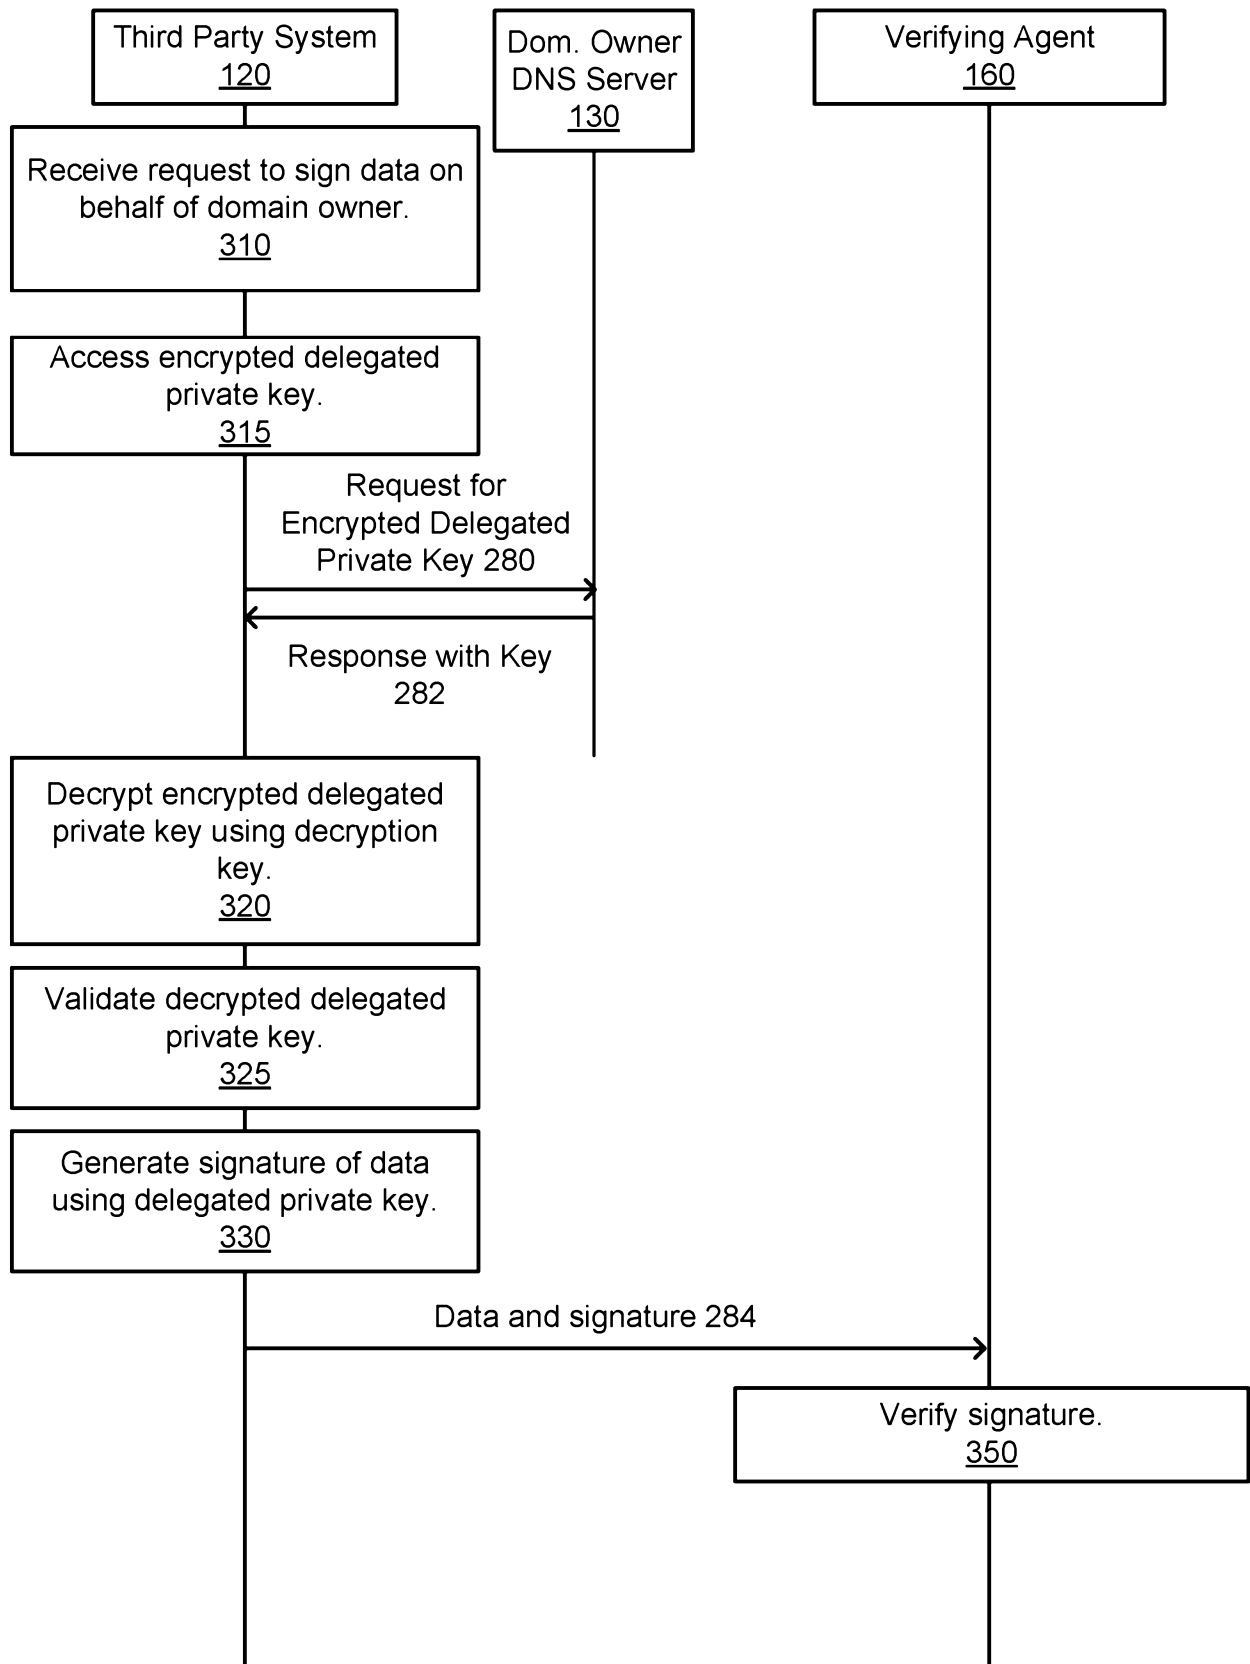 Third Party System
120
Dom. Owner
DNS Server
130
Verifying Agent
160
Receive request to sign data on
behalf of domain owner.
310
Access encrypted delegated
private key.
315
Request for
Encrypted Delegated
Private Key 280
Response with Key
282
Decrypt encrypted delegated
private key using decryption
key.
320
Validate decrypted delegated
private key.
325
Generate signature of data
using delegated private key.
330
Data and signature 284
Verify signature.
350